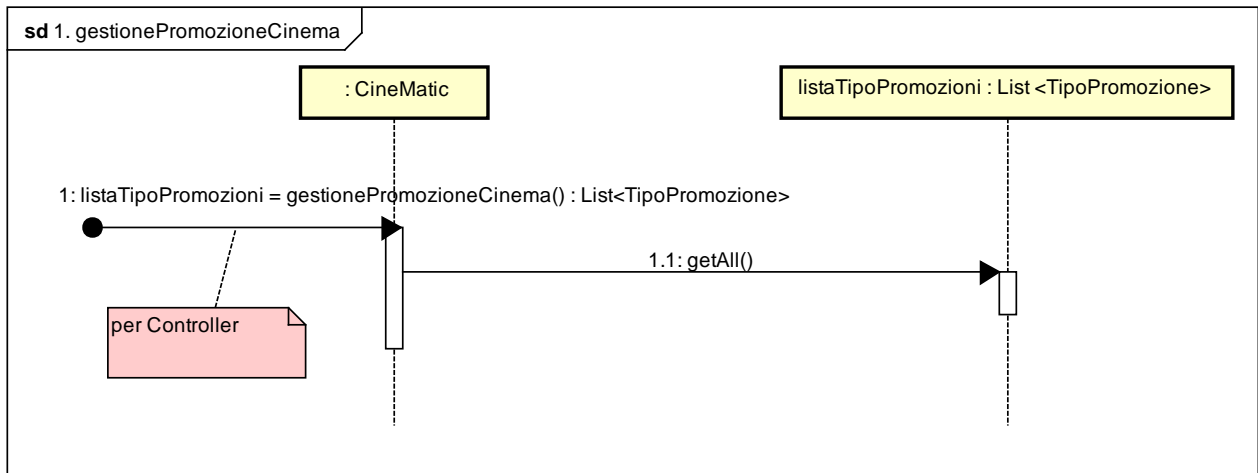 sd 1. gestionePromozioneCinema
: CineMatic
listaTipoPromozioni : List <TipoPromozione>
1: listaTipoPromozioni = gestionePromozioneCinema() : List<TipoPromozione>
1.1: getAll()
per Controller